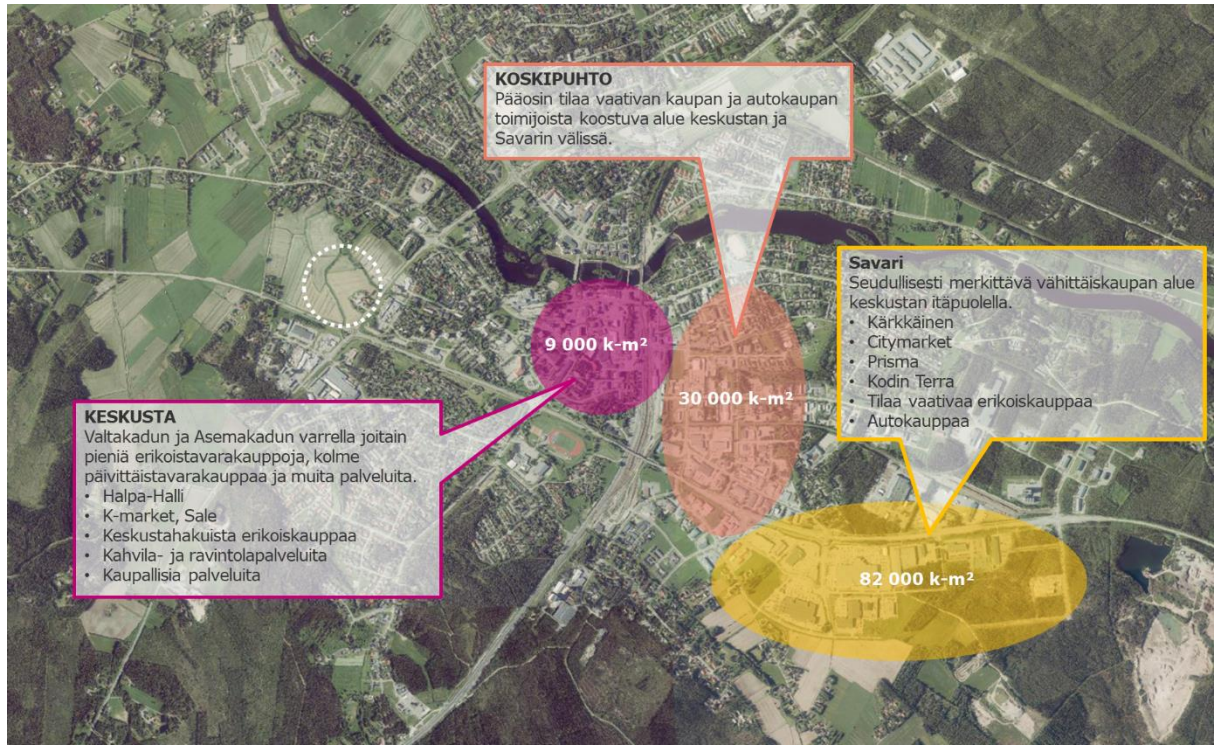 KOSKIPUHTO
Pääosin tilaa vaativan kaupan ja autokaupan
toimijoista koostuva alue keskustan ja
Savarin välissä.
Savari
Seudullisesti merkittävä vähittäiskaupan alue
keskustan itäpuolella.
• Kärkkäinen
• Citymarket
• Prisma
• Kodin Terra
• Tilaa vaativaa erikoiskauppaa
• Autokauppaa
9 000 k-m²
30 000 k-m²
KESKUSTA
Valtakadun ja Asemakadun varrella joitain
pieniä erikoistavarakauppoja, kolme
päivittäistavarakauppaa ja muita palveluita.
• Halpa-Halli
• K-market, Sale
• Keskustahakuista erikoiskauppaa
• Kahvila- ja ravintolapalveluita
• Kaupallisia palveluita
82 000 k-m²